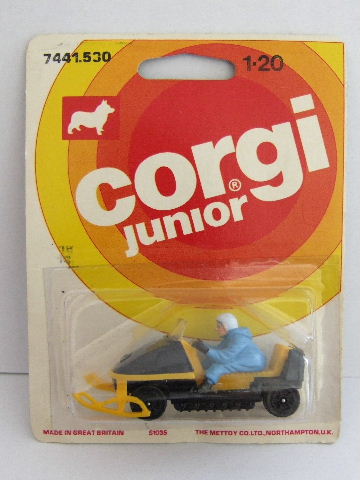 7441.530
1·20
corgi®
junior
MADE IN GREAT BRITAIN 51035 THE METTOY CO.LTD.,NORTHAMPTON,U.K.